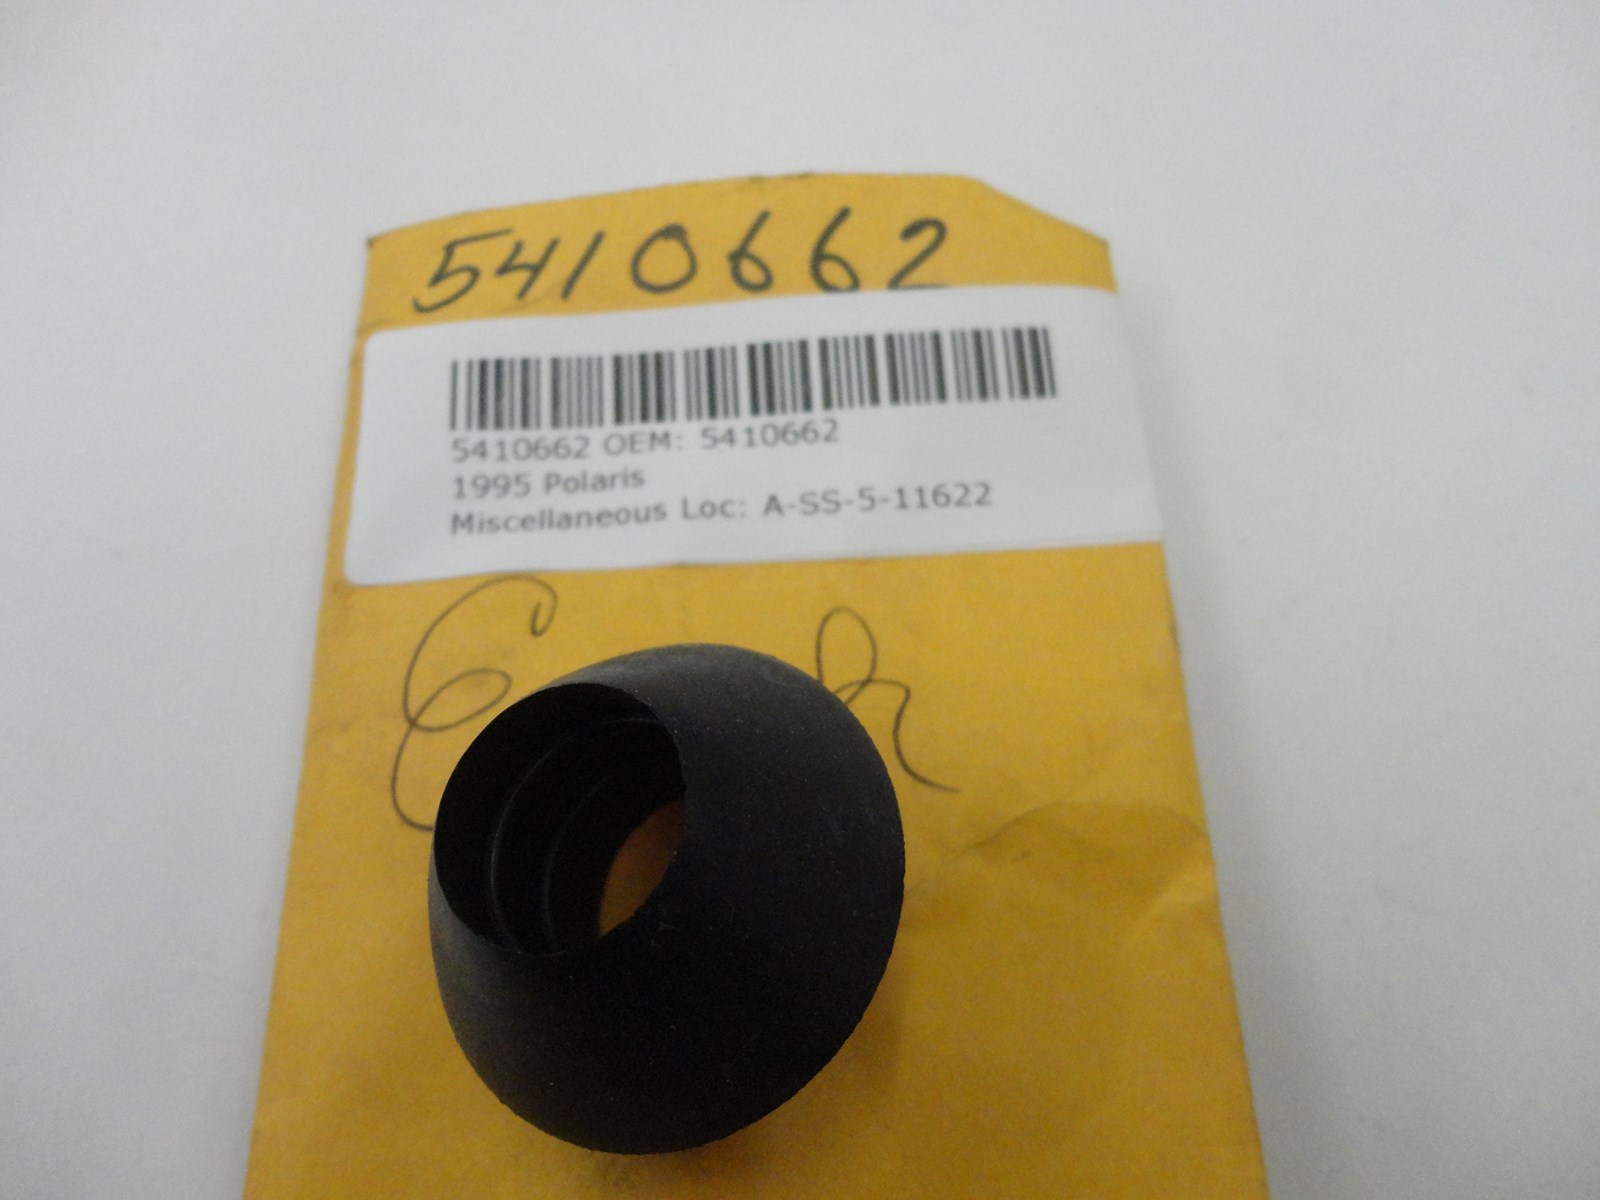 5410662
5410662 OEM: 5410662
1995 Polaris
Miscellaneous Loc: A-SS-5-11622